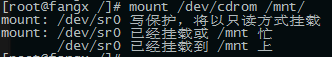 [root@fangx /]# mount /dev/cdrom /mnt/
mount: /dev/sr0 写保护，将以只读方式挂载
mount: /dev/sr0 已经挂载或 /mnt 忙
/dev/sr0 已经挂载到 /mnt 上